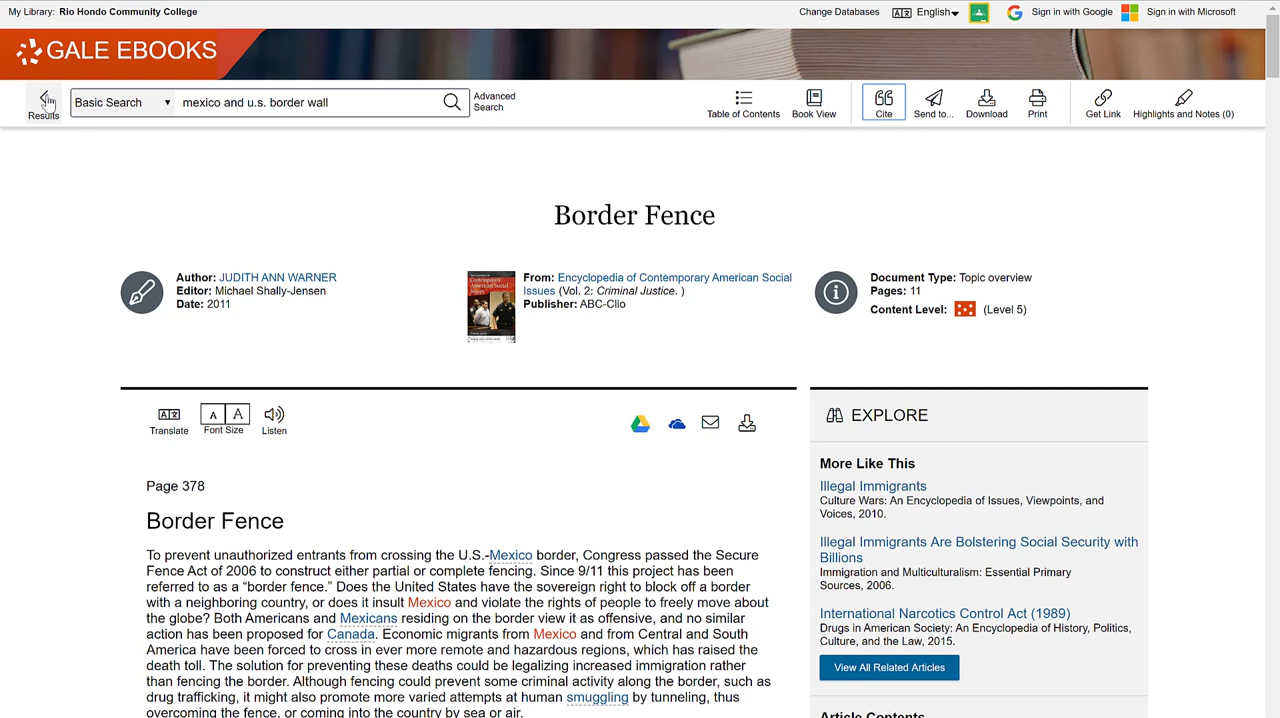 My Library: Rio Hondo Community College
Change Databases
English
Sign in with Google
Sign in with Microsoft
GALE EBOOKS
Results
Basic Search
mexico and u.s. border wall
Advanced
Search
Table of Contents
Book View
Cite
Send to...
Download
Print
Get Link
Highlights and Notes (0)
Border Fence
Author: JUDITH ANN WARNER
Editor: Michael Shally-Jensen
Date: 2011
From: Encyclopedia of Contemporary American Social
Issues (Vol. 2: Criminal Justice. )
Publisher: ABC-Clio
Document Type: Topic overview
Pages: 11
Content Level: (Level 5)
Translate
A A
Font Size
Listen
Page 378
Border Fence
To prevent unauthorized entrants from crossing the U.S.-Mexico border, Congress passed the Secure
Fence Act of 2006 to construct either partial or complete fencing. Since 9/11 this project has been
referred to as a “border fence.” Does the United States have the sovereign right to block off a border
with a neighboring country, or does it insult Mexico and violate the rights of people to freely move about
the globe? Both Americans and Mexicans residing on the border view it as offensive, and no similar
action has been proposed for Canada. Economic migrants from Mexico and from Central and South
America have been forced to cross in ever more remote and hazardous regions, which has raised the
death toll. The solution for preventing these deaths could be legalizing increased immigration rather
than fencing the border. Although fencing could prevent some criminal activity along the border, such as
drug trafficking, it might also promote more varied attempts at human smuggling by tunneling, thus
overcoming the fence, or coming into the country by sea or air.
EXPLORE
More Like This
Illegal Immigrants
Culture Wars: An Encyclopedia of Issues, Viewpoints, and
Voices, 2010.
Illegal Immigrants Are Bolstering Social Security with
Billions
Immigration and Multiculturalism: Essential Primary
Sources, 2006.
International Narcotics Control Act (1989)
Drugs in American Society: An Encyclopedia of History, Politics,
Culture, and the Law, 2015.
View All Related Articles
Article Contents